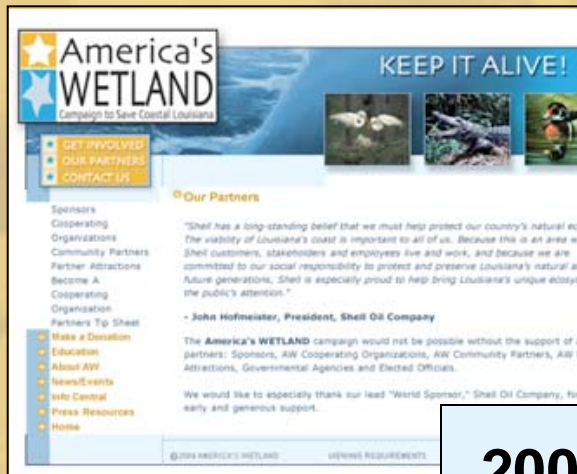 America's
WETLAND
Campaign to Save Coastal Louisiana
KEEP IT ALIVE!
GET INVOLVED
OUR PARTNERS
CONTACT US
Our Partners
Sponsors
Cooperating
Organizations
Community Partners
Partner Attractions
Become A
Cooperating
Organization
Partners Tip Sheet
Make a Donation
Education
About AW
News/Events
Info Central
Press Resources
Home
"Shell has a long-standing belief that we must help protect our country's natural
The viability of Louisiana's coast is important to all of us. Because this is an area
Shell customers, stakeholders and employees live and work, and because we are
committed to our social responsibility to protect and preserve Louisiana's natural
future generations, Shell is especially proud to help bring Louisiana's unique
the public's attention."
- John Hofmeister, President, Shell Oil Company
The America's WETLAND campaign would not be possible without the support of
partners: Sponsors, AW Cooperating Organizations, AW Community Partners, AW
Attractions, Governmental Agencies and Elected Officials.
We would like to especially thank our lead "World Sponsor," Shell Oil Company,
early and generous support.
©2004 AMERICA'S WETLAND VIEWING REQUIREMENTS
200